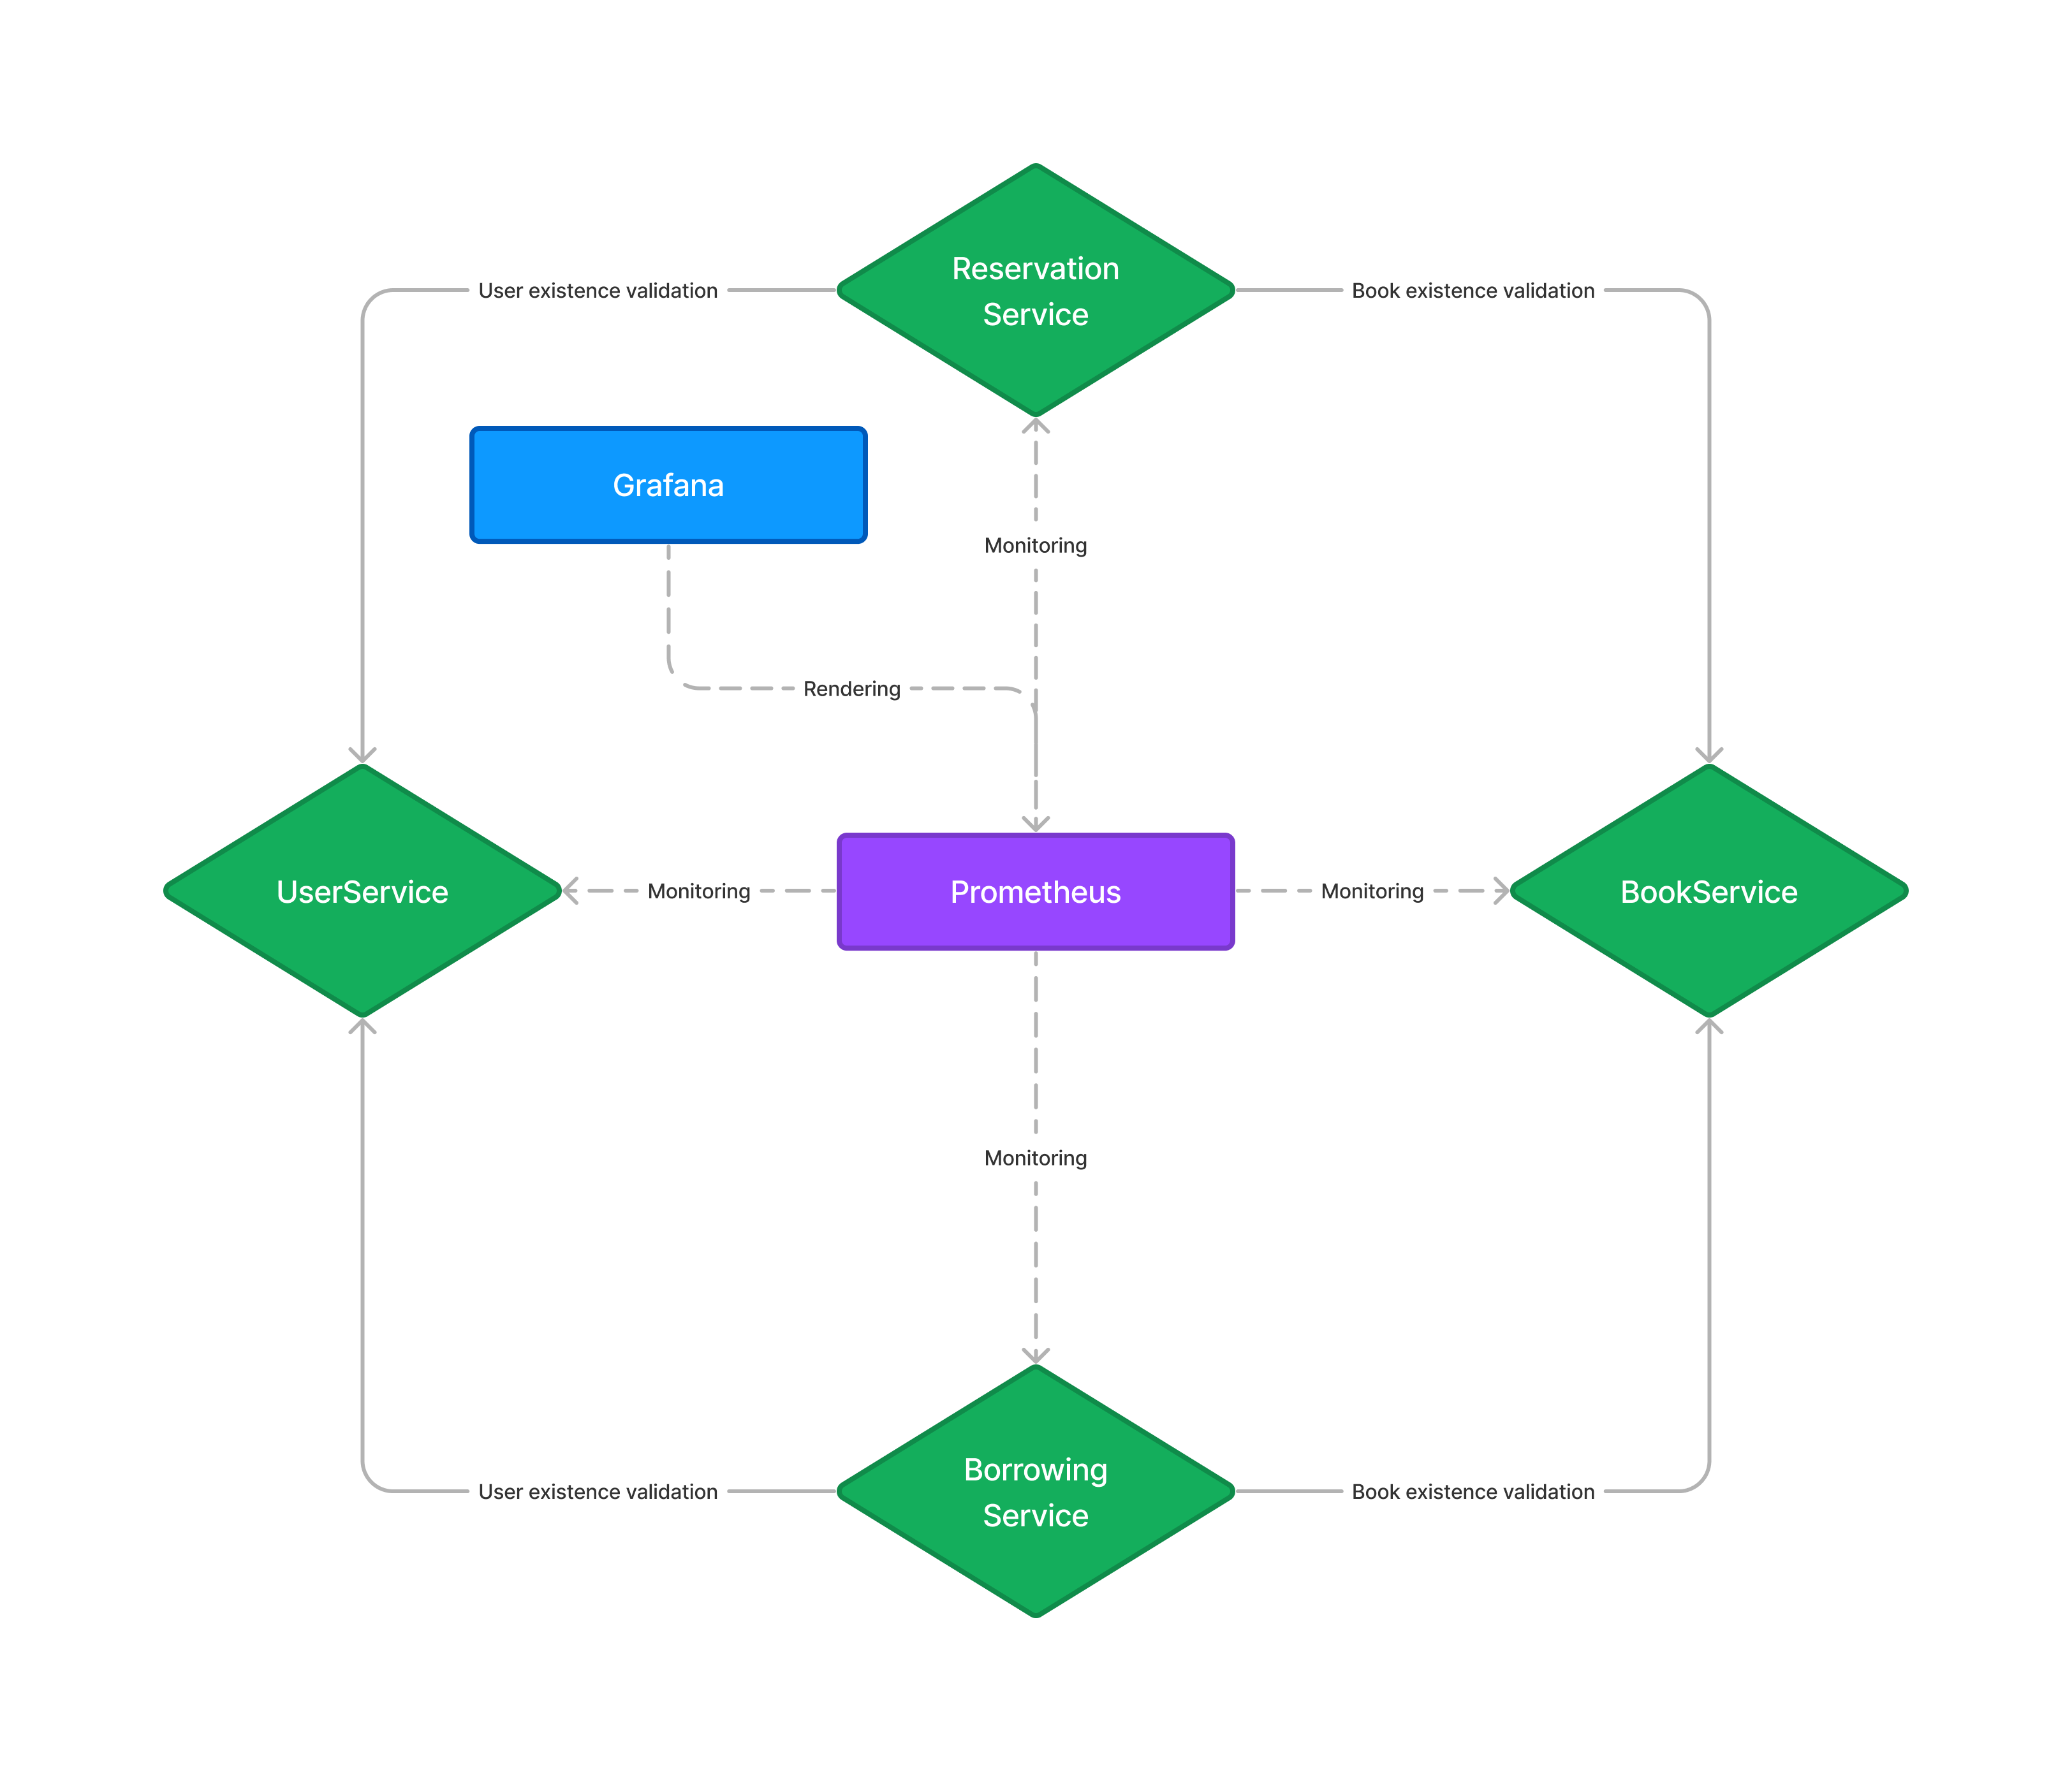 Reservation
Service
User existence validation
Book existence validation
Grafana
Monitoring
Rendering
UserService
Monitoring
Prometheus
Monitoring
BookService
Monitoring
Borrowing
Service
User existence validation
Book existence validation